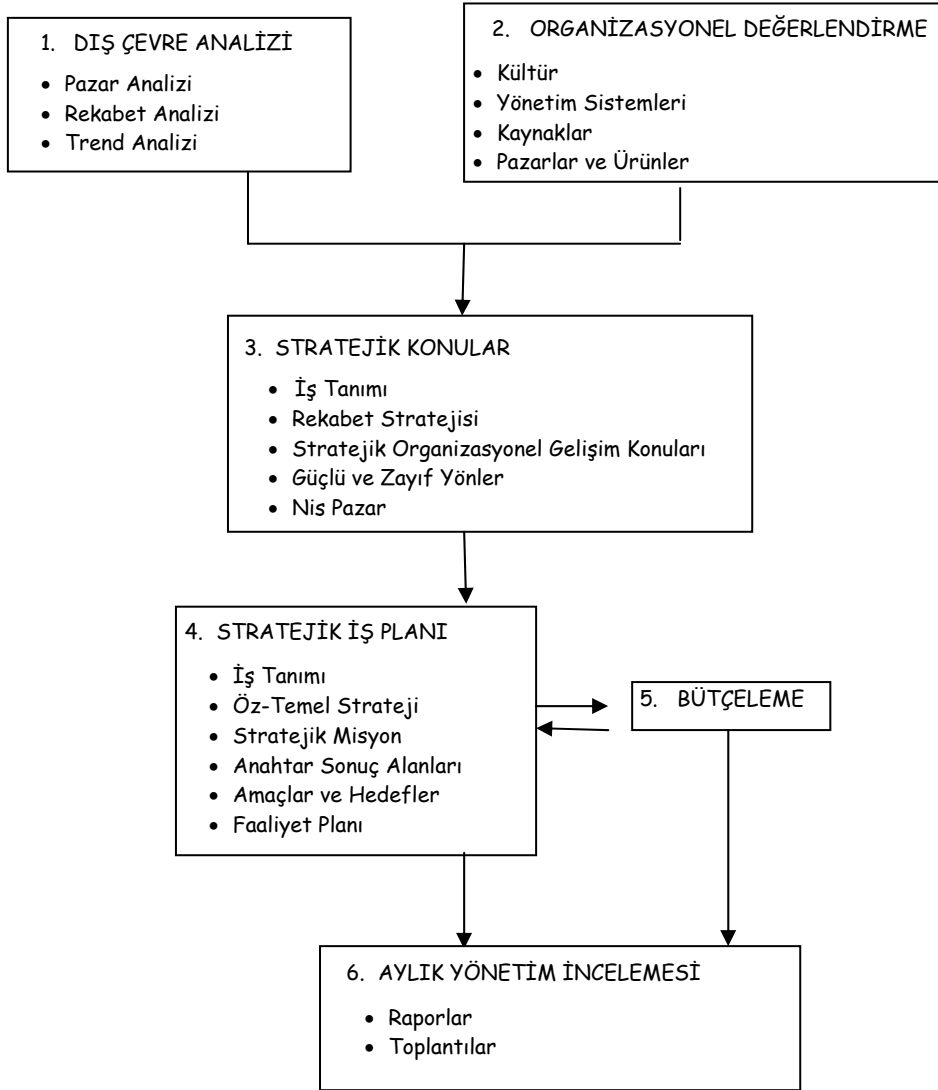 1. DIŞ ÇEVRE ANALİZİ
• Pazar Analizi
• Rekabet Analizi
• Trend Analizi
2. ORGANİZASYONEL DEĞERLENDİRME
• Kültür
• Yönetim Sistemleri
• Kaynaklar
• Pazarlar ve Ürünler
3. STRATEJİK KONULAR
• İş Tanımı
• Rekabet Stratejisi
• Stratejik Organizasyonel Gelişim Konuları
• Güçlü ve Zayıf Yönler
• Nis Pazar
4. STRATEJİK İŞ PLANI
• İş Tanımı
• Öz-Temel Strateji
• Stratejik Misyon
• Anahtar Sonuç Alanları
• Amaçlar ve Hedefler
• Faaliyet Planı
5. BÜTÇELEME
6. AYLIK YÖNETİM İNCELEMESİ
• Raporlar
• Toplantılar